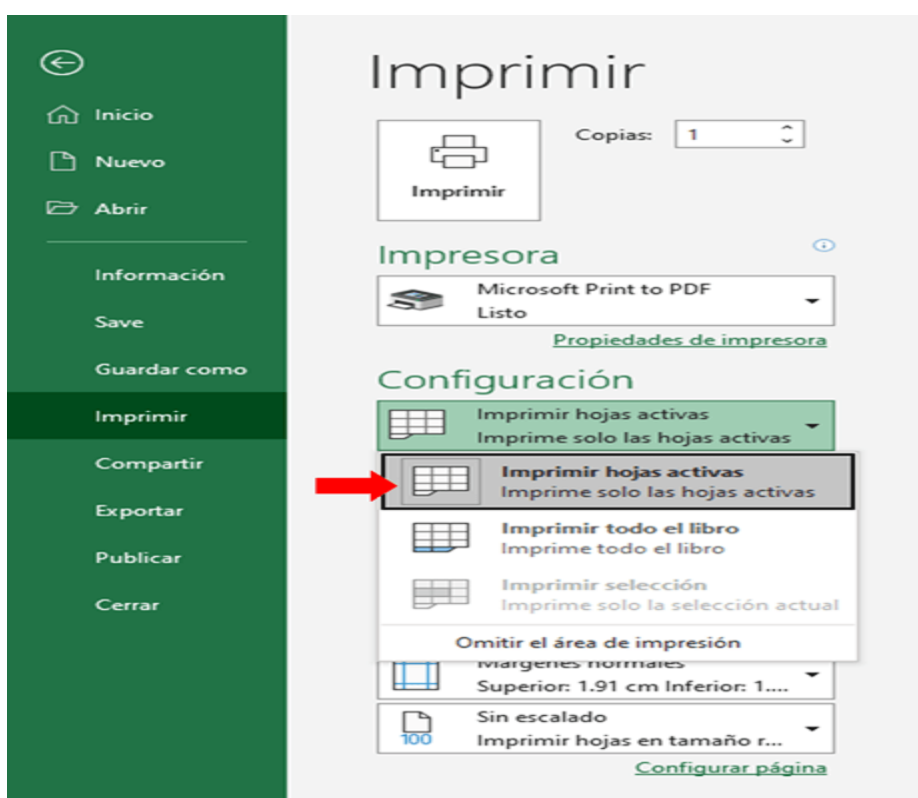 Inicio
Nuevo
Abrir
Información
Save
Guardar como
Imprimir
Compartir
Exportar
Publicar
Cerrar
Imprimir
Imprimir
Copias: 1
Impresora
Microsoft Print to PDF
Listo
Propiedades de impresora
Configuración
Imprimir hojas activas
Imprime solo las hojas activas
Imprimir hojas activas
Imprime solo las hojas activas
Imprimir todo el libro
Imprime todo el libro
Imprimir selección
Imprime solo la selección actual
Omitir el área de impresión
Márgenes normales
Superior: 1.91 cm Inferior: 1....
Sin escalado
100
Imprimir hojas en tamaño r...
Configurar página